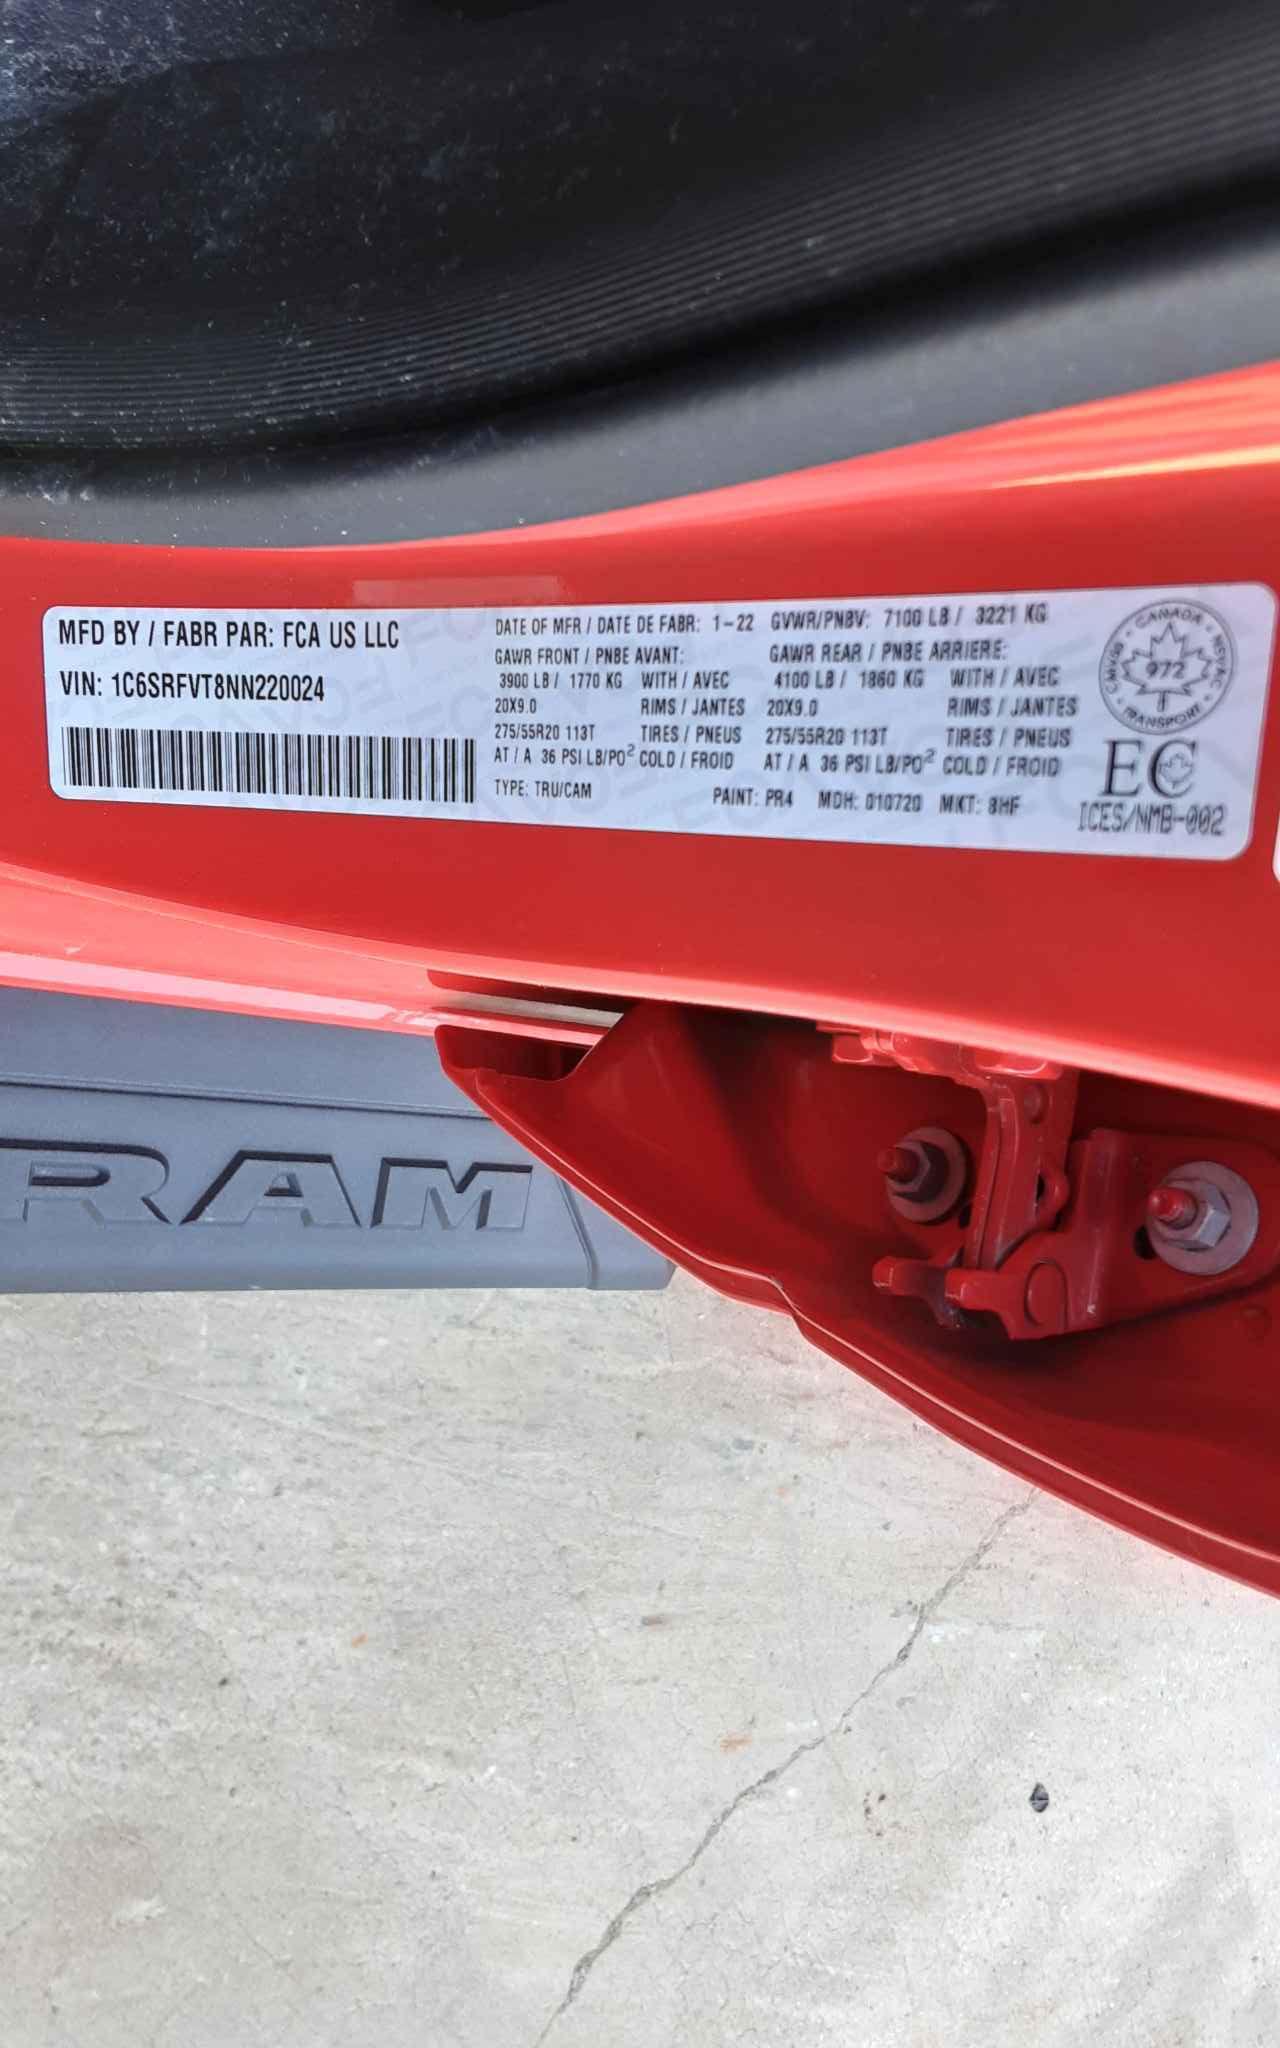 MFD BY / FABR PAR: FCA US LLC
VIN: 1C6SRFVT8NN220024
DATE OF MFR / DATE DE FABR: 1-22 GVWR/PNBV: 7100 LB / 3221 KG
GAWR FRONT / PNBE AVANT: GAWR REAR / PNBE ARRIERE:
3900 LB / 1770 KG WITH / AVEC 4100 LB / 1860 KG WITH / AVEC
20X9.0 RIMS / JANTES 20X9.0 RIMS / JANTES
275/55R20 113T TIRES / PNEUS 275/55R20 113T TIRES / PNEUS
AT / A 36 PSI LB/PO² COLD / FROID AT / A 36 PSI LB/PO² COLD / FROID
TYPE: TRU/CAM PAINT: PR4 MDH: 010720 MKT: 8HF
CANADA
CMVSS 972 NSVAC
TRANSPORT
EC
ICES/NMB-002
RAM